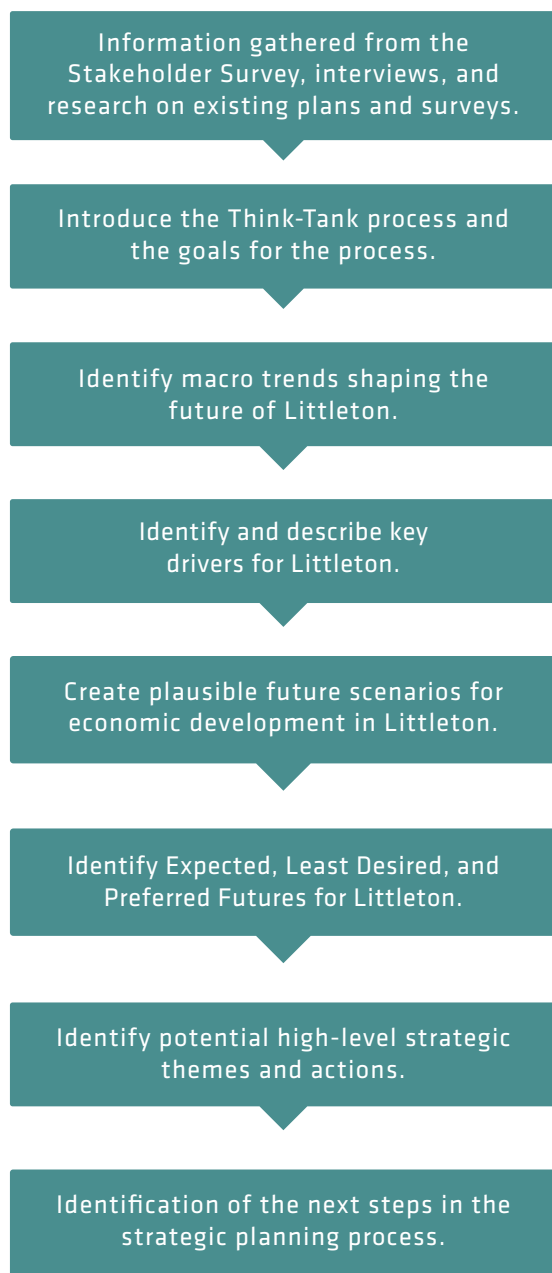 Information gathered from the
Stakeholder Survey, interviews, and
research on existing plans and surveys.
Introduce the Think-Tank process and
the goals for the process.
Identify macro trends shaping the
future of Littleton.
Identify and describe key
drivers for Littleton.
Create plausible future scenarios for
economic development in Littleton.
Identify Expected, Least Desired, and
Preferred Futures for Littleton.
Identify potential high-level strategic
themes and actions.
Identification of the next steps in the
strategic planning process.